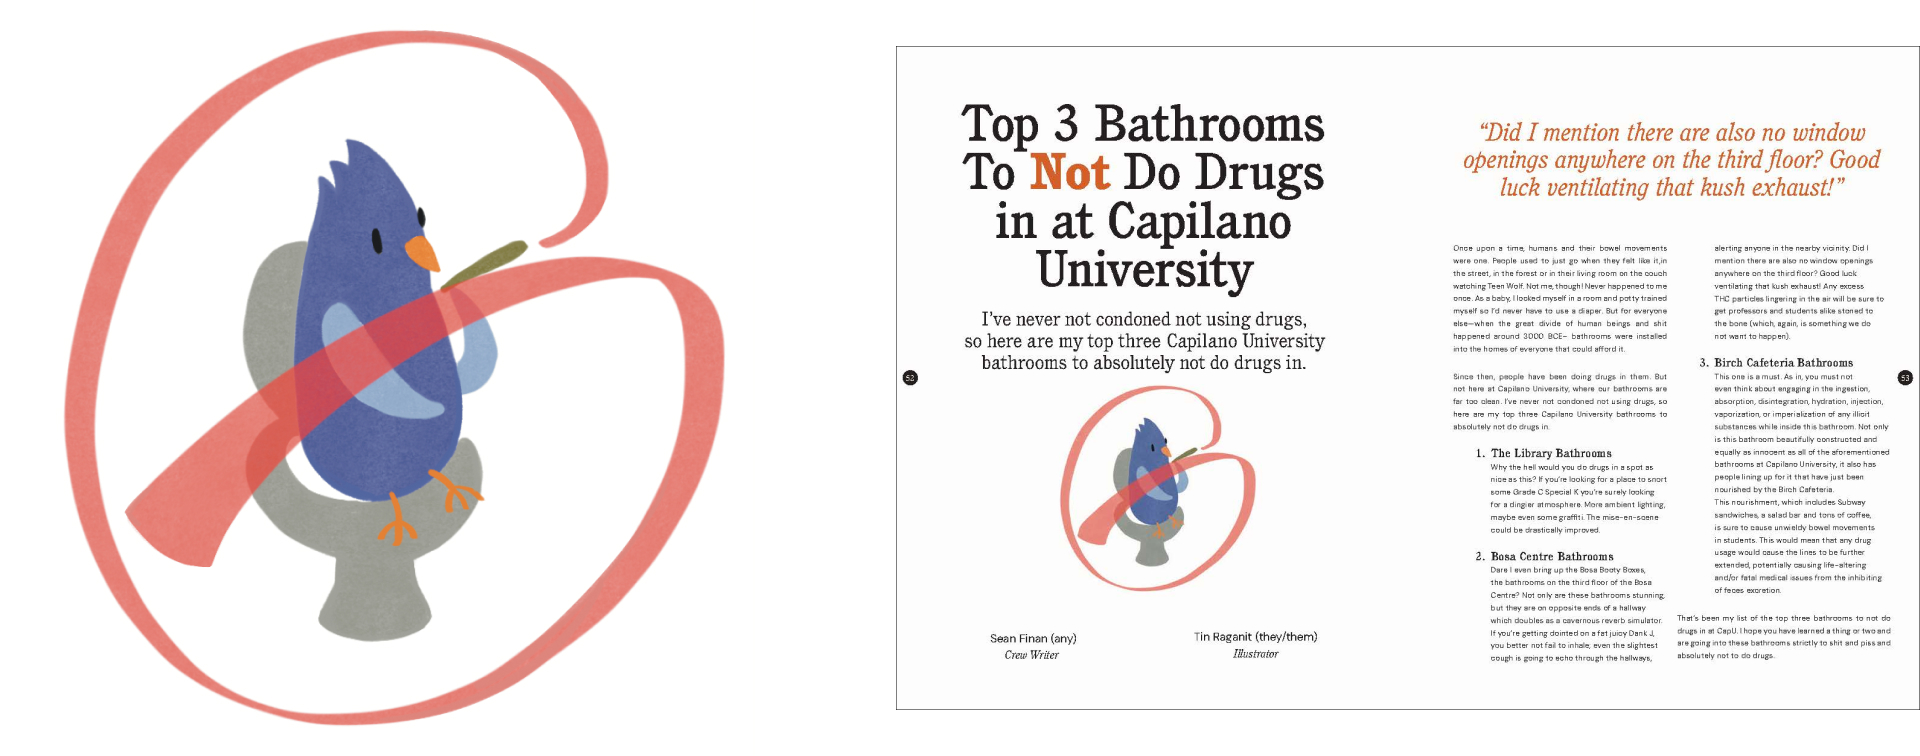 Top 3 Bathrooms
To Not Do Drugs
in at Capilano
University
I've never not condoned not using drugs,
so here are my top three Capilano University
bathrooms to absolutely not do drugs in.
52
Sean Finan (any)
Crew Writer
Tin Raganit (they/them)
Illustrator
“Did I mention there are also no window
openings anywhere on the third floor? Good
luck ventilating that kush exhaust!”
Once upon a time, humans and their bowel movements
were one. People used to just go when they felt like it,in
the street, in the forest or in their living room on the couch
watching Teen Wolf. Not me, though! Never happened to me
once. As a baby, I locked myself in a room and potty trained
myself so I'd never have to use a diaper. But for everyone
else—when the great divide of human beings and shit
happened around 3000 BCE– bathrooms were installed
into the homes of everyone that could afford it.
Since then, people have been doing drugs in them. But
not here at Capilano University, where our bathrooms are
far too clean. I've never not condoned not using drugs, so
here are my top three Capilano University bathrooms to
absolutely not do drugs in.
1. The Library Bathrooms
Why the hell would you do drugs in a spot as
nice as this? If you're looking for a place to snort
some Grade C Special K you're surely looking
for a dingier atmosphere. More ambient lighting,
maybe even some graffiti. The mise-en-scene
could be drastically improved.
2. Bosa Centre Bathrooms
Dare I even bring up the Bosa Booty Boxes,
the bathrooms on the third floor of the Bosa
Centre? Not only are these bathrooms stunning,
but they are on opposite ends of a hallway
which doubles as a cavernous reverb simulator.
If you're getting dointed on a fat juicy Dank J,
you better not fail to inhale, even the slightest
cough is going to echo through the hallways,
alerting anyone in the nearby vicinity. Did I
mention there are also no window openings
anywhere on the third floor? Good luck
ventilating that kush exhaust! Any excess
THC particles lingering in the air will be sure to
get professors and students alike stoned to
the bone (which, again, is something we do
not want to happen).
3. Birch Cafeteria Bathrooms
This one is a must. As in, you must not
even think about engaging in the ingestion,
absorption, disintegration, hydration, injection,
vaporization, or imperialization of any illicit
substances while inside this bathroom. Not only
is this bathroom beautifully constructed and
equally as innocent as all of the aforementioned
bathrooms at Capilano University, it also has
people lining up for it that have just been
nourished by the Birch Cafeteria.
This nourishment, which includes Subway
sandwiches, a salad bar and tons of coffee,
is sure to cause unwieldy bowel movements
in students. This would mean that any drug
usage would cause the lines to be further
extended, potentially causing life-altering
and/or fatal medical issues from the inhibiting
of feces excretion.
That's been my list of the top three bathrooms to not do
drugs in at CapU. I hope you have learned a thing or two and
are going into these bathrooms strictly to shit and piss and
absolutely not to do drugs.
53